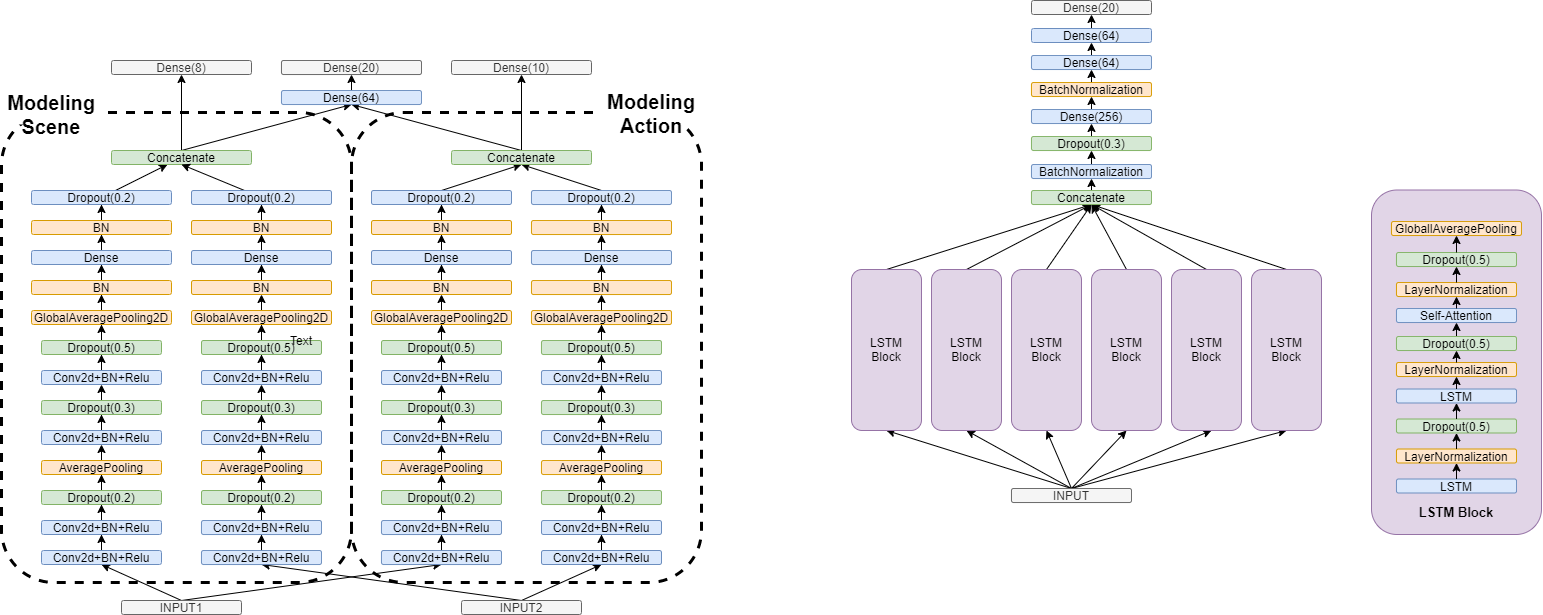 Dense(8)
Dense(20)
Dense(10)
Dense(64)
Modeling
Scene
Modeling
Action
Concatenate
Concatenate
Dropout(0.2)
Dropout(0.2)
Dropout(0.2)
Dropout(0.2)
BN
BN
BN
BN
Dense
Dense
Dense
Dense
BN
BN
BN
BN
GlobalAveragePooling2D
GlobalAveragePooling2D
GlobalAveragePooling2D
GlobalAveragePooling2D
Text
Dropout(0.5)
Dropout(0.5)
Dropout(0.5)
Dropout(0.5)
Conv2d+BN+Relu
Conv2d+BN+Relu
Conv2d+BN+Relu
Conv2d+BN+Relu
Dropout(0.3)
Dropout(0.3)
Dropout(0.3)
Dropout(0.3)
Conv2d+BN+Relu
Conv2d+BN+Relu
Conv2d+BN+Relu
Conv2d+BN+Relu
AveragePooling
AveragePooling
AveragePooling
AveragePooling
Dropout(0.2)
Dropout(0.2)
Dropout(0.2)
Dropout(0.2)
Conv2d+BN+Relu
Conv2d+BN+Relu
Conv2d+BN+Relu
Conv2d+BN+Relu
Conv2d+BN+Relu
Conv2d+BN+Relu
Conv2d+BN+Relu
Conv2d+BN+Relu
INPUT1
INPUT2
Dense(20)
Dense(64)
Dense(64)
BatchNormalization
Dense(256)
Dropout(0.3)
BatchNormalization
Concatenate
LSTM
Block
LSTM
Block
LSTM
Block
LSTM
Block
LSTM
Block
LSTM
Block
INPUT
GloballAveragePooling
Dropout(0.5)
LayerNormalization
Self-Attention
Dropout(0.5)
LayerNormalization
LSTM
Dropout(0.5)
LayerNormalization
LSTM
LSTM Block